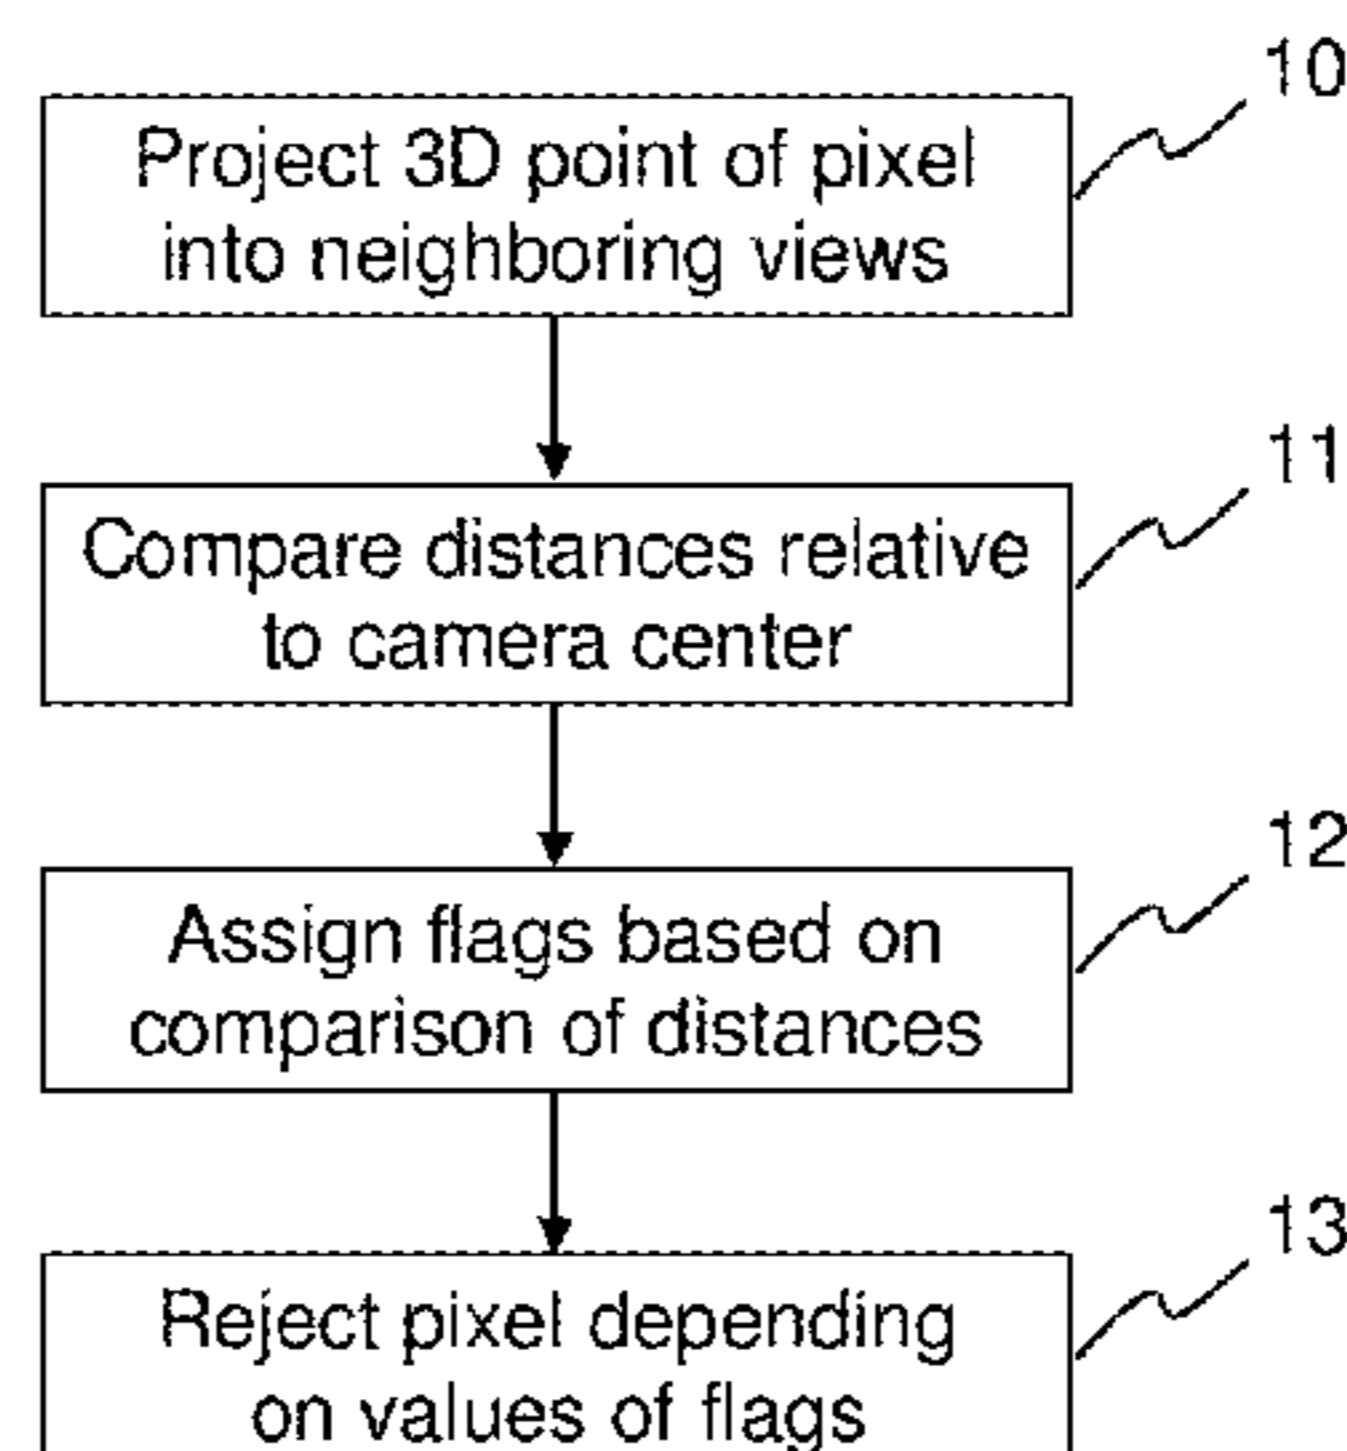 10
Project 3D point of pixel
into neighboring views
11
Compare distances relative
to camera center
12
Assign flags based on
comparison of distances
13
Reject pixel depending
on values of flags